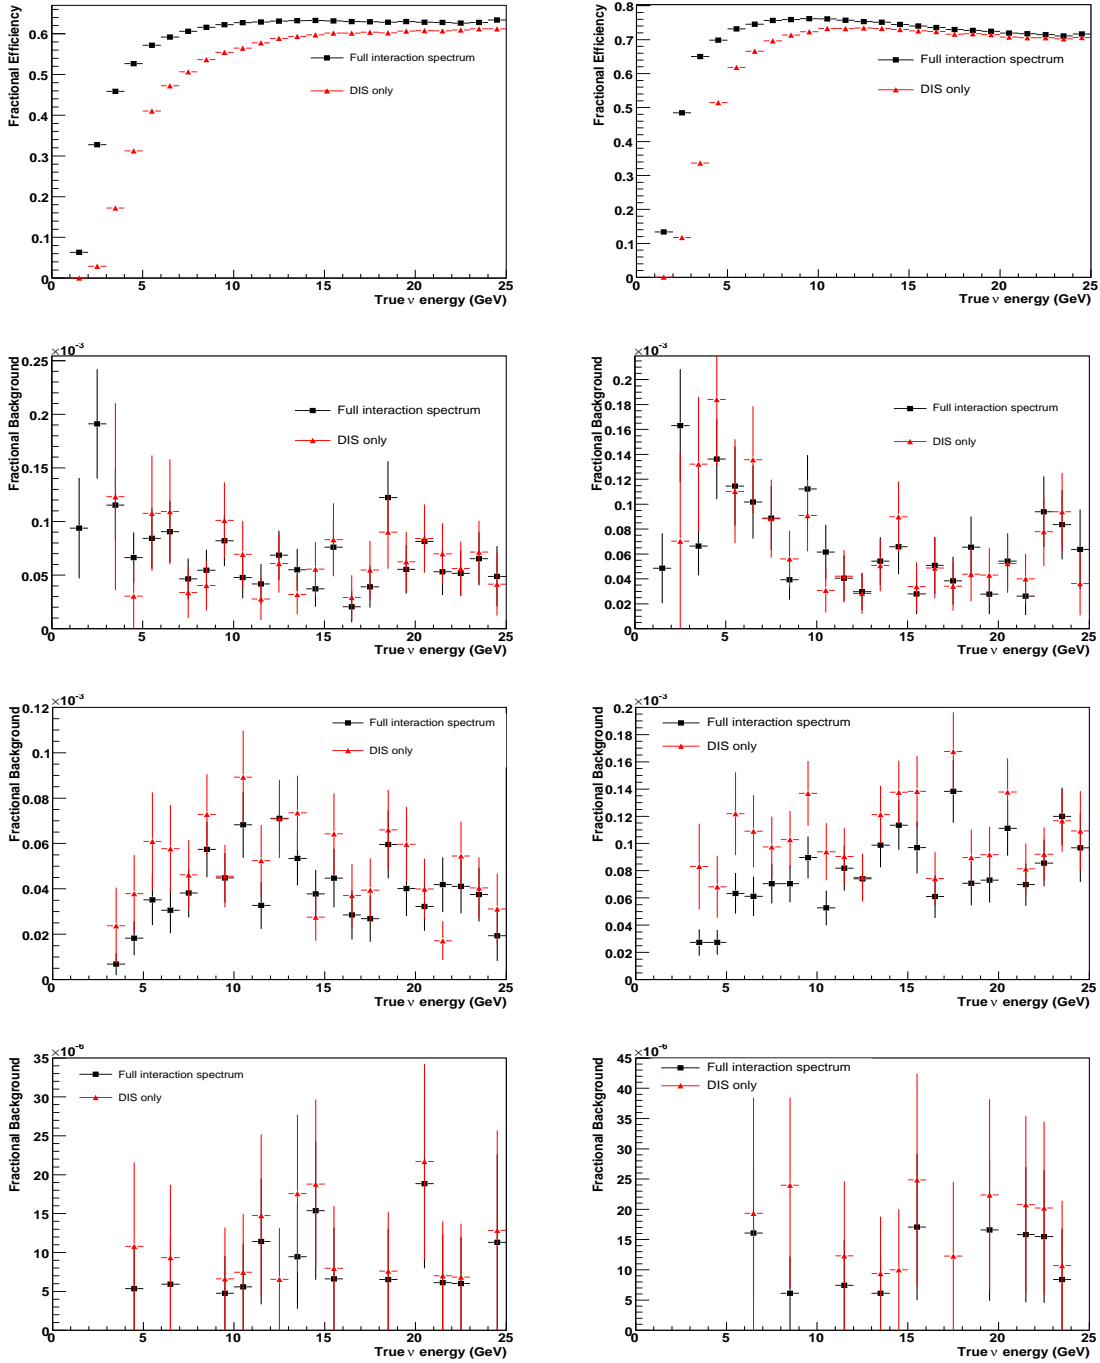 Fractional Efficiency
0.6
0.5
0.4
0.3
0.2
0.1
0
Full interaction spectrum
DIS only
0 5 10 15 20 25
True ν energy (GeV)
Fractional Efficiency
0.8
0.7
0.6
0.5
0.4
0.3
0.2
0.1
0
Full interaction spectrum
DIS only
0 5 10 15 20 25
True ν energy (GeV)
×10⁻³
Fractional Background
0.25
0.2
0.15
0.1
0.05
0
Full interaction spectrum
DIS only
0 5 10 15 20 25
True ν energy (GeV)
×10⁻³
Fractional Background
0.2
0.18
0.16
0.14
0.12
0.1
0.08
0.06
0.04
0.02
0
Full interaction spectrum
DIS only
0 5 10 15 20 25
True ν energy (GeV)
×10⁻³
Fractional Background
0.12
0.1
0.08
0.06
0.04
0.02
0
Full interaction spectrum
DIS only
0 5 10 15 20 25
True ν energy (GeV)
×10⁻³
Fractional Background
0.2
0.18
0.16
0.14
0.12
0.1
0.08
0.06
0.04
0.02
0
Full interaction spectrum
DIS only
0 5 10 15 20 25
True ν energy (GeV)
×10⁻⁶
Fractional Background
35
30
25
20
15
10
5
0
Full interaction spectrum
DIS only
0 5 10 15 20 25
True ν energy (GeV)
×10⁻⁶
Fractional Background
45
40
35
30
25
20
15
10
5
0
Full interaction spectrum
DIS only
0 5 10 15 20 25
True ν energy (GeV)